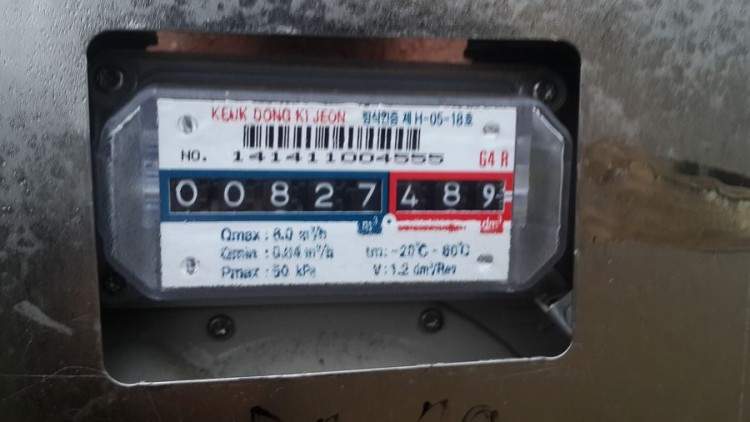 KEUK DONG KI JEON 형식인증 제 H-05-18호
NO. 141411004555 G4 R
00827 489
m³ dm³
Qmax : 6.0 m³/h
Qmin : 0.04 m³/h tm: -20℃ - 60℃
Pmax : 50 kPa V : 1.2 dm³/Rev